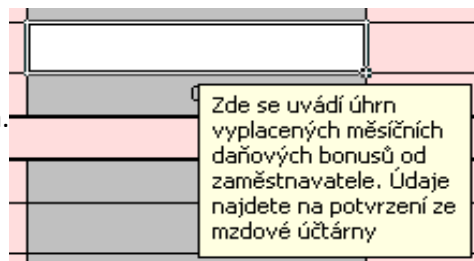 Zde se uvádí úhrn
vyplacených měsíčních
daňových bonusů od
zaměstnavatele. Údaje
najdete na potvrzení ze
mzdové účtárny